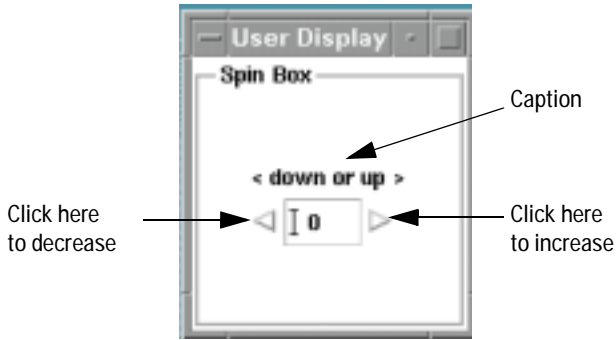 User Display
Spin Box
Caption
< down or up >
Click here
to decrease
0
Click here
to increase